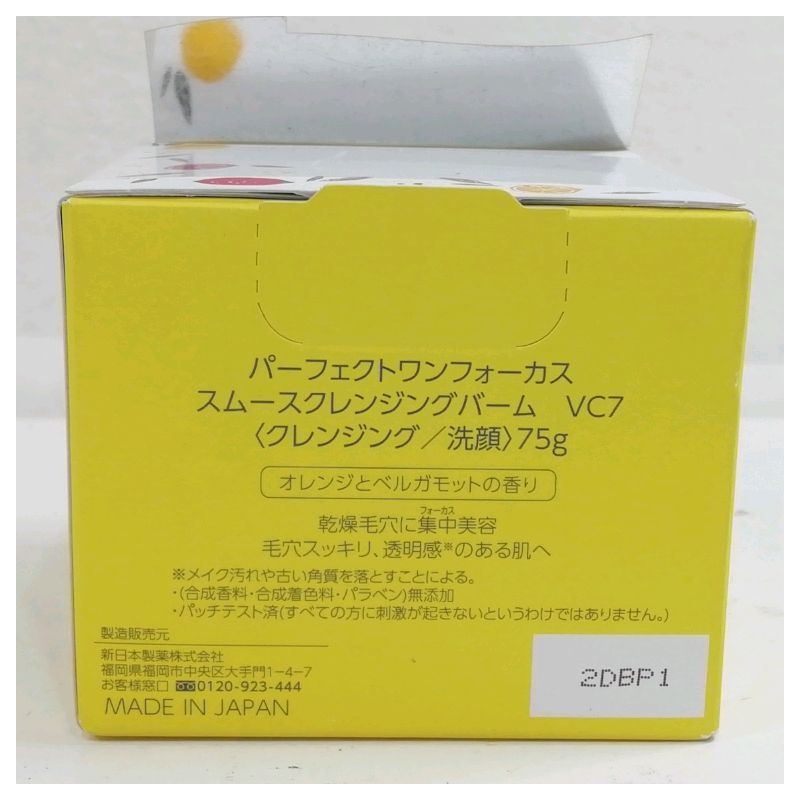 パーフェクトワンフォーカス
スムースクレンジングバーム VC7
〈クレンジング／洗顔〉75g
オレンジとベルガモットの香り
フォーカス
乾燥毛穴に集中美容
毛穴スッキリ、透明感※のある肌へ
※メイク汚れや古い角質を落とすことによる。
・(合成香料・合成着色料・パラベン)無添加
・パッチテスト済(すべての方に刺激が起きないというわけではありません。)
製造販売元
新日本製薬株式会社
福岡県福岡市中央区大手門1-4-7
お客様窓口 0120-923-444
MADE IN JAPAN
2DBP1